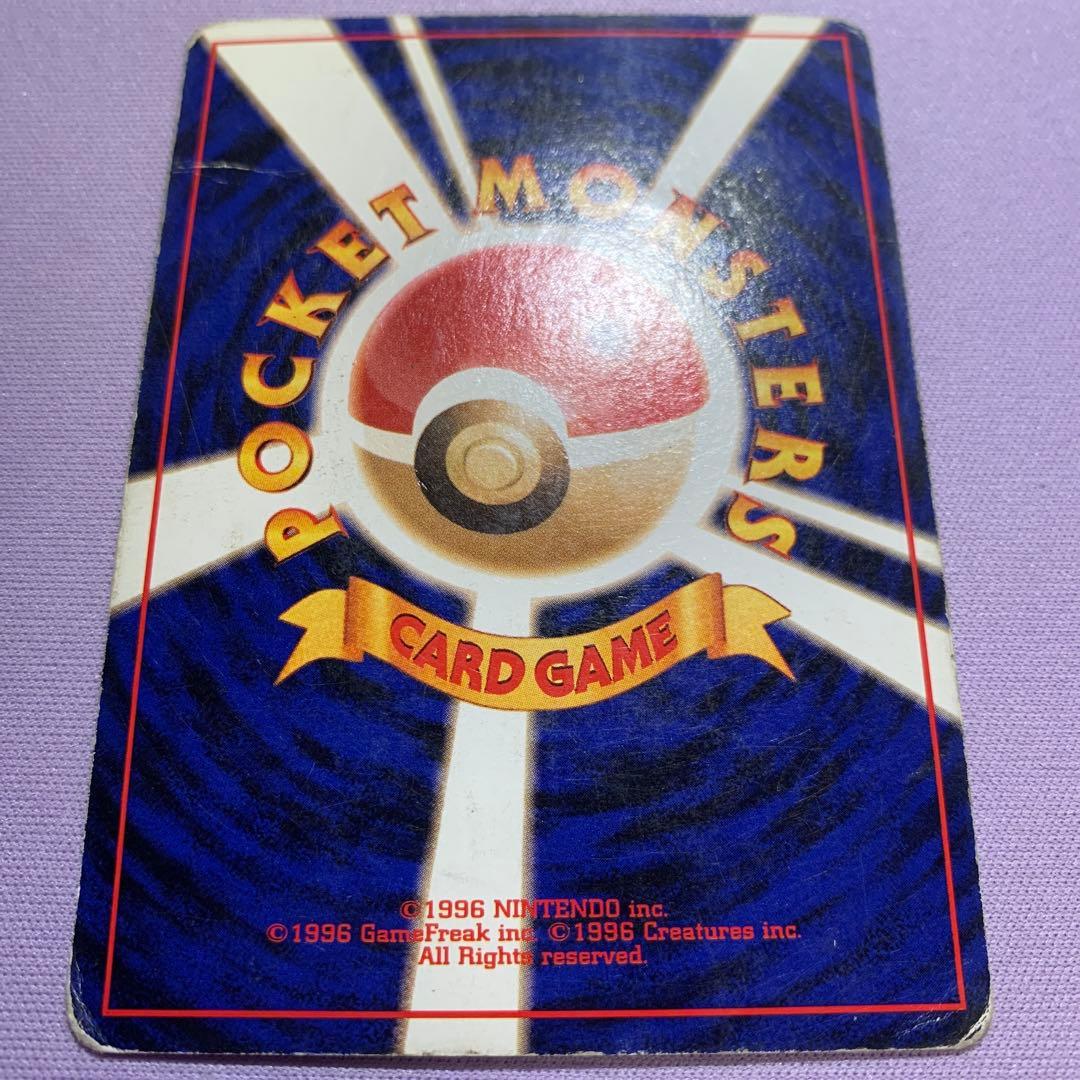 POCKET MONSTERS
CARD GAME
©1996 NINTENDO inc.
©1996 GameFreak inc. ©1996 Creatures inc.
All Rights reserved.